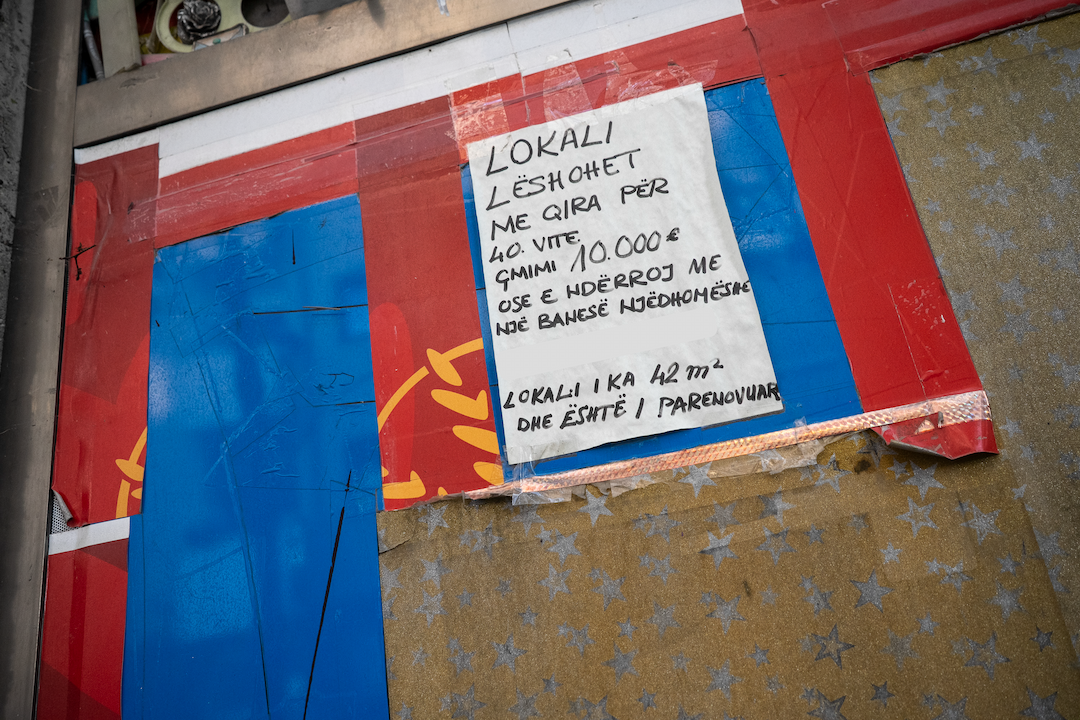 LOKALI
LËSHOHET
ME QIRA PËR
40. VITE.
ÇMIMI 10.000 €
OSE E NDËRROJ ME
NJË BANESË NJËDHOMËSHE
LOKALI I KA 42 m²
DHE ËSHTË I PARENOVUAR